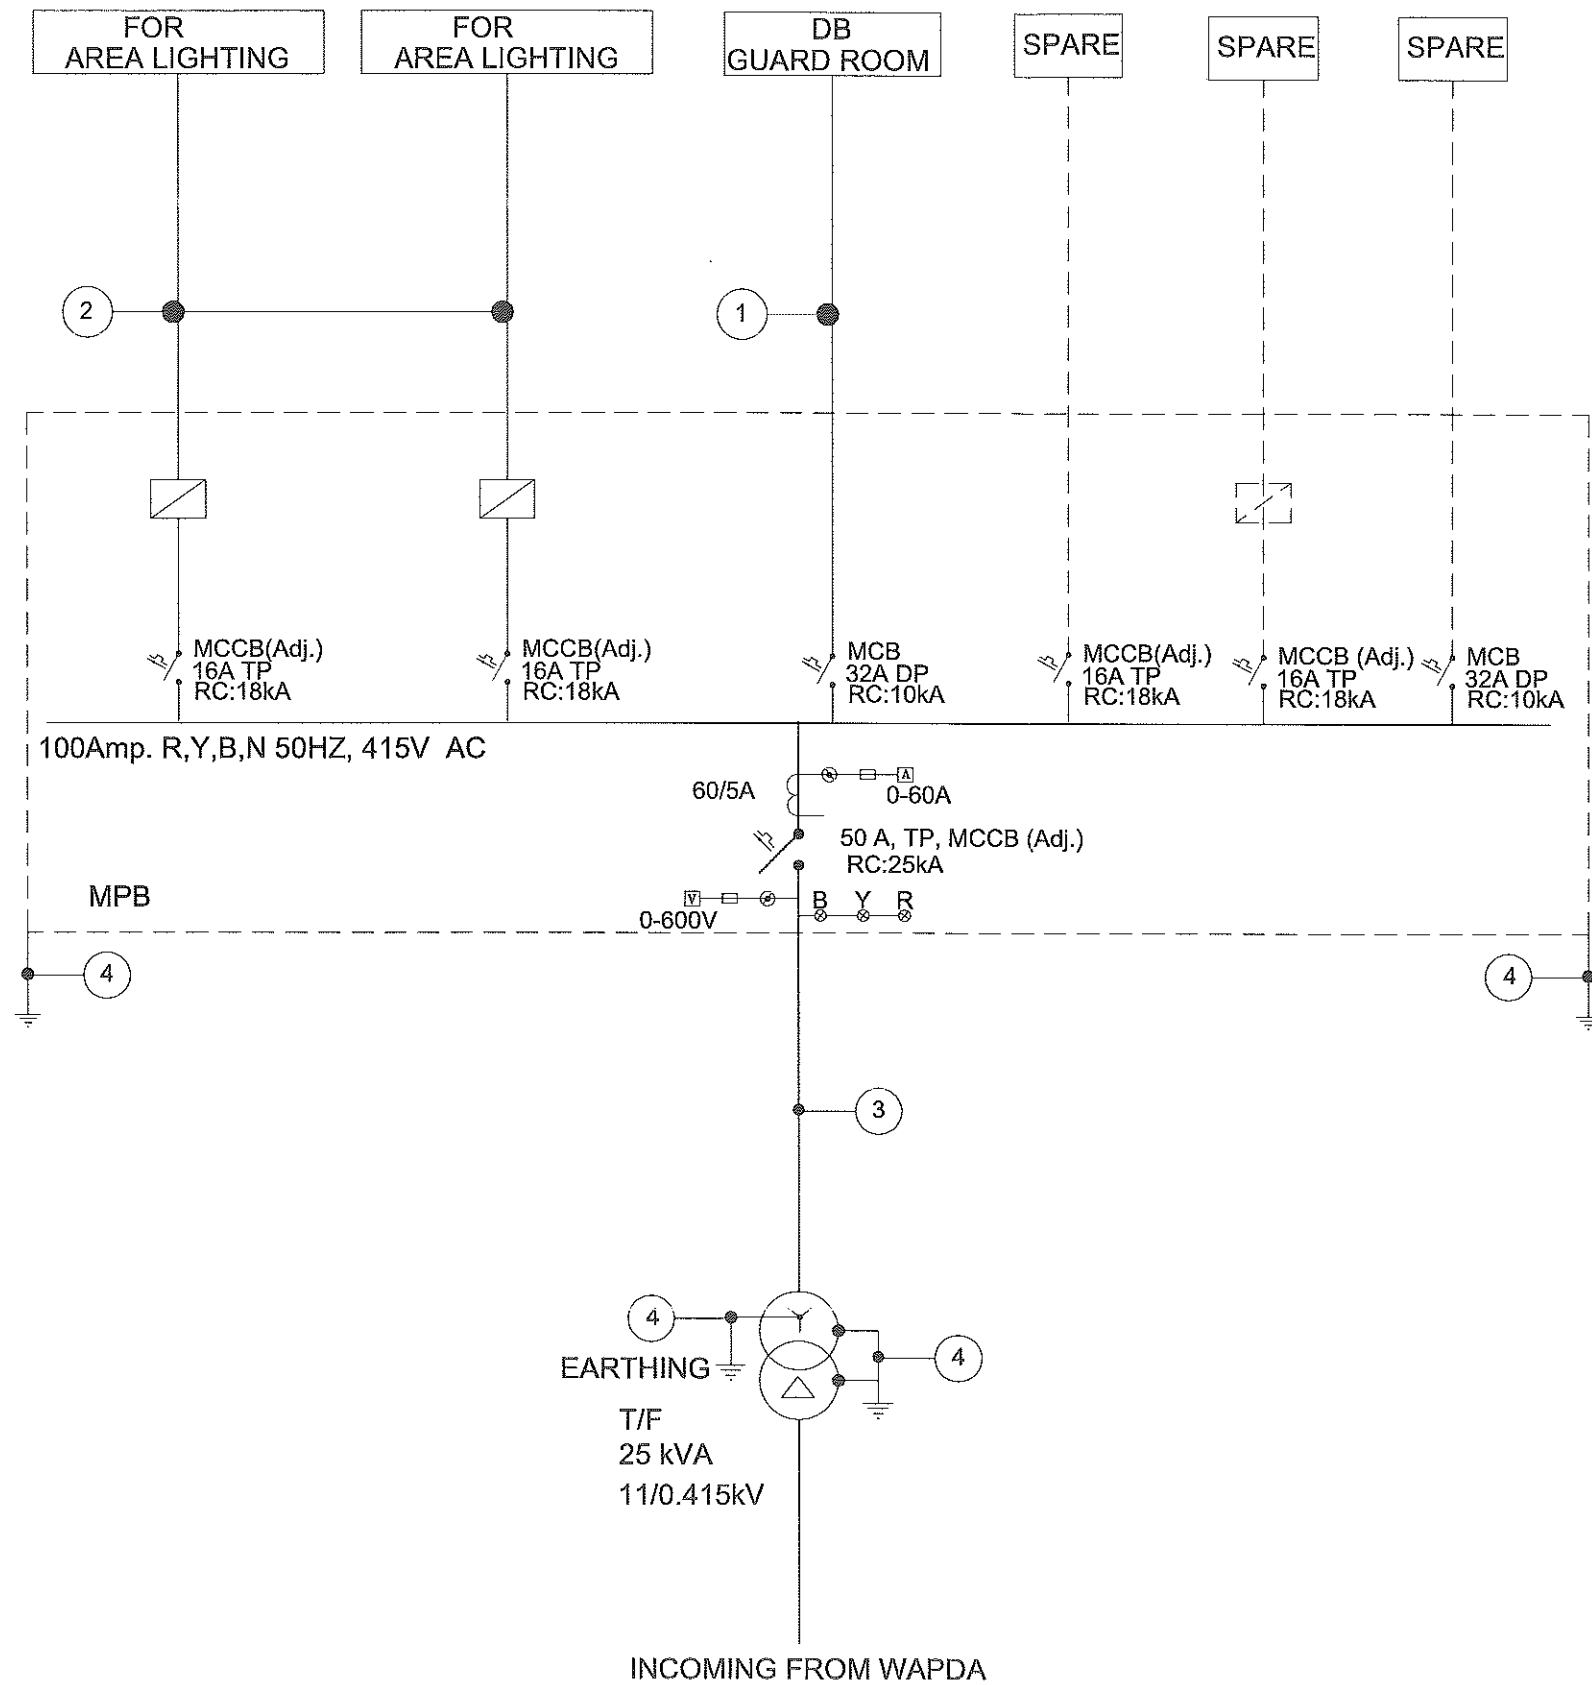 FOR
AREA LIGHTING
FOR
AREA LIGHTING
DB
GUARD ROOM
SPARE
SPARE
SPARE
2
1
MCCB(Adj.)
16A TP
RC:18kA
MCCB(Adj.)
16A TP
RC:18kA
MCB
32A DP
RC:10kA
MCCB(Adj.)
16A TP
RC:18kA
MCCB (Adj.)
16A TP
RC:18kA
MCB
32A DP
RC:10kA
100Amp. R,Y,B,N 50HZ, 415V AC
60/5A
A
0-60A
50 A, TP, MCCB (Adj.)
RC:25kA
MPB
V
0-600V
B Y R
4
4
3
4
EARTHING
4
T/F
25 kVA
11/0.415kV
INCOMING FROM WAPDA